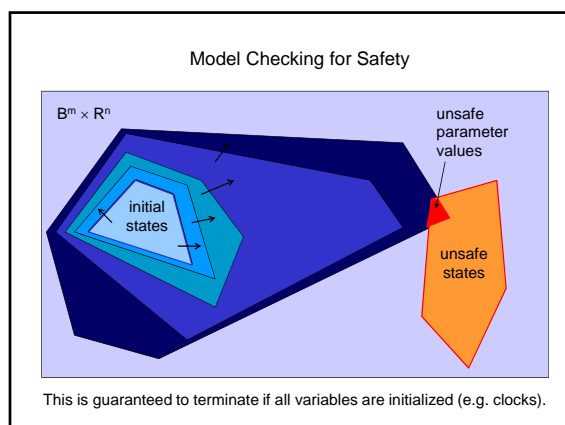 Model Checking for Safety
Bᵐ × Rⁿ
unsafe
parameter
values
initial
states
unsafe
states
This is guaranteed to terminate if all variables are initialized (e.g. clocks).